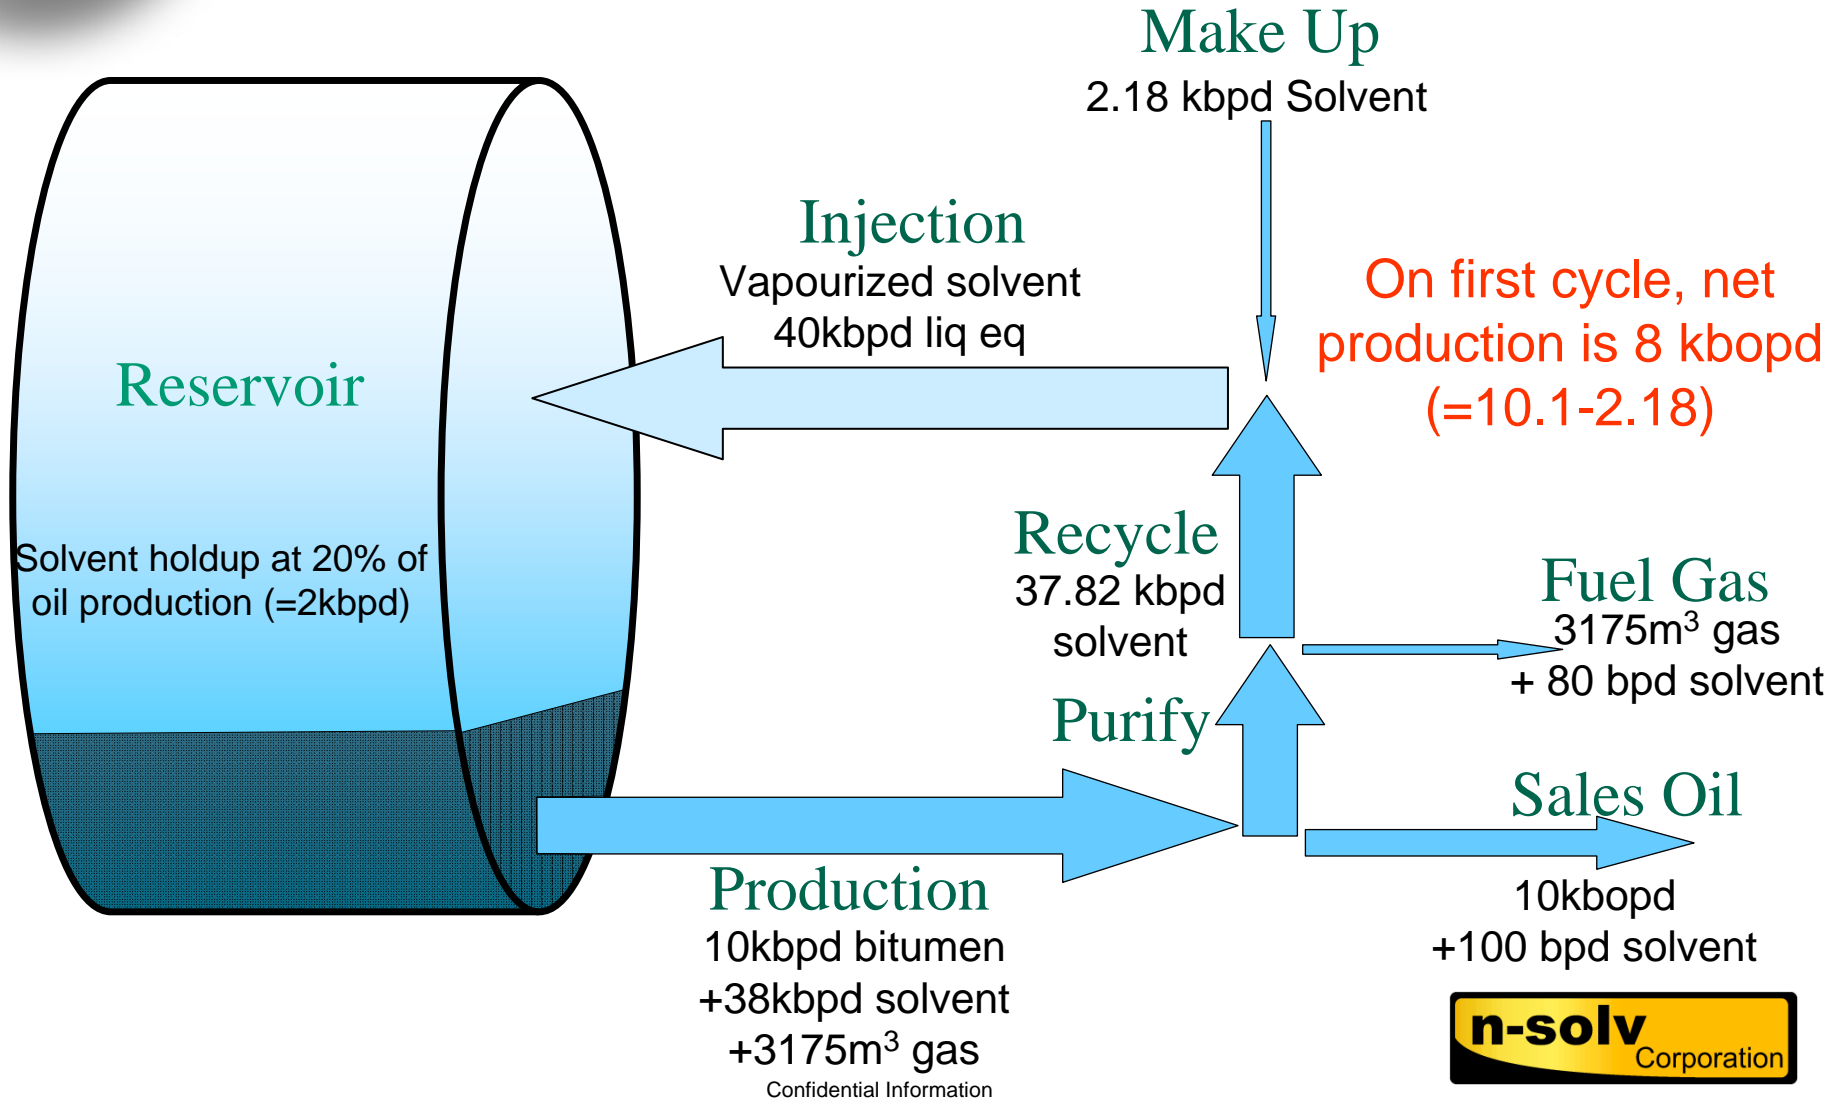 Make Up
2.18 kbpd Solvent
Injection
Vapourized solvent
40kbpd liq eq
On first cycle, net
production is 8 kbopd
(=10.1-2.18)
Reservoir
Solvent holdup at 20% of
oil production (=2kbpd)
Recycle
37.82 kbpd
solvent
Fuel Gas
3175m³ gas
+ 80 bpd solvent
Purify
Sales Oil
10kbopd
+100 bpd solvent
Production
10kbpd bitumen
+38kbpd solvent
+3175m³ gas
Confidential Information
n-solv
Corporation